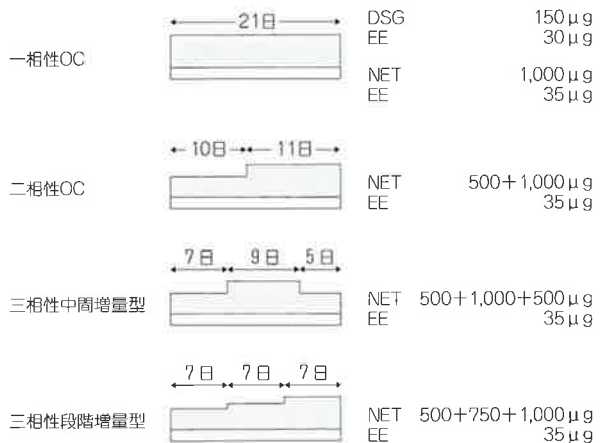 21日
一相性OC
DSG 150μg
EE 30μg
NET 1,000μg
EE 35μg
10日 11日
二相性OC
NET 500+1,000μg
EE 35μg
7日 9日 5日
三相性中間増量型
NET 500+1,000+500μg
EE 35μg
7日 7日 7日
三相性段階増量型
NET 500+750+1,000μg
EE 35μg